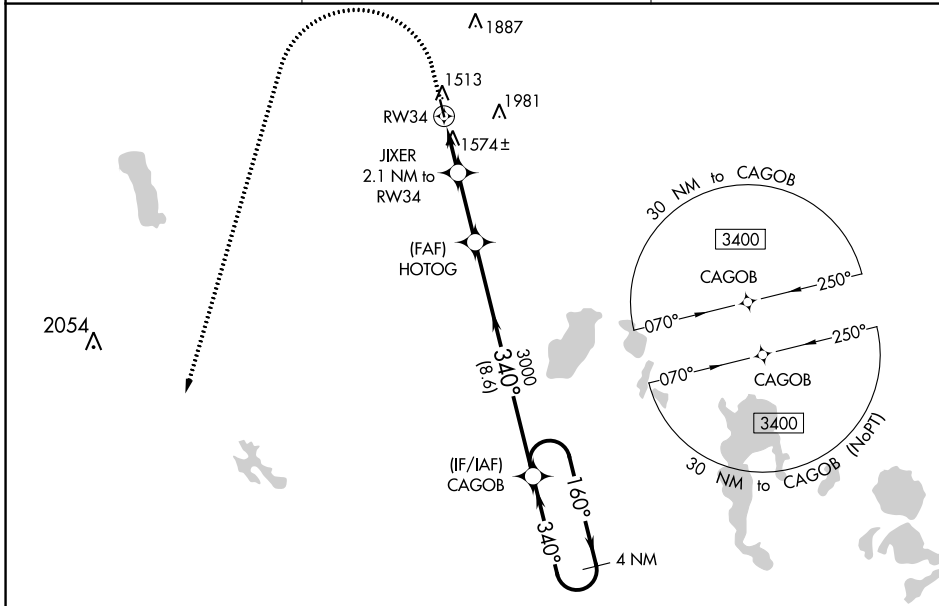 1887
1513
1981
RW34
1574±
JIXER
2.1 NM to
RW34
(FAF)
HOTOG
2054
340°
3000
(8.6)
(IF/IAF)
CAGOB
160°
340°
4 NM
30 NM to CAGOB
3400
CAGOB
070°
250°
070°
250°
CAGOB
3400
30 NM to CAGOB (NoPT)